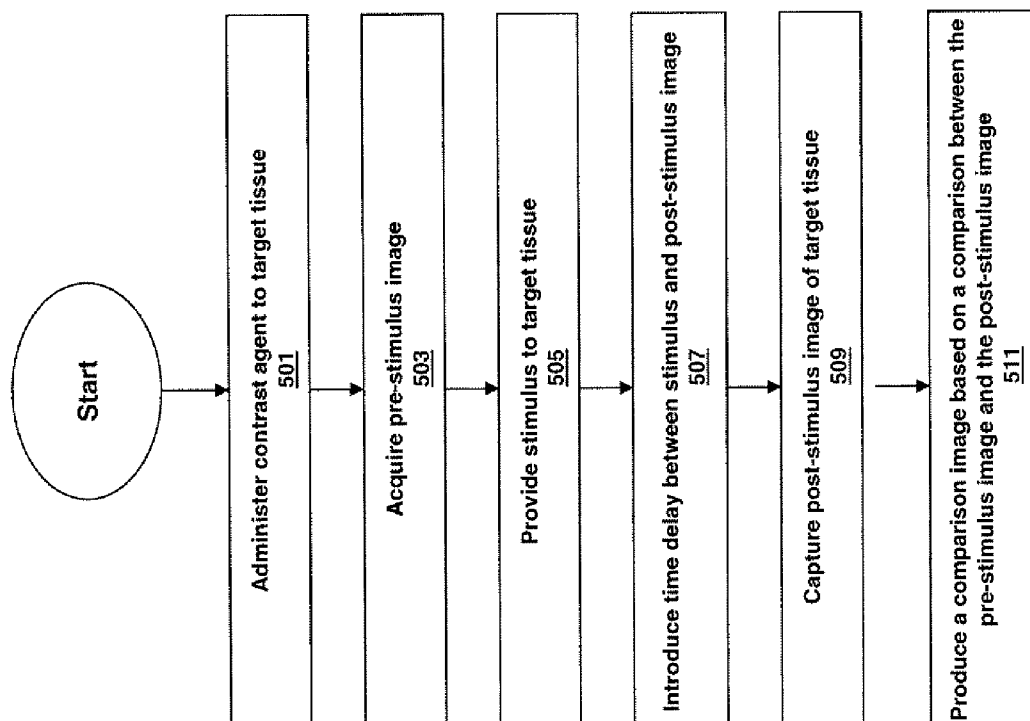 Start
Administer contrast agent to target tissue
501
Acquire pre-stimulus image
503
Provide stimulus to target tissue
505
Introduce time delay between stimulus and post-stimulus image
507
Capture post-stimulus image of target tissue
509
Produce a comparison image based on a comparison between the
pre-stimulus image and the post-stimulus image
511